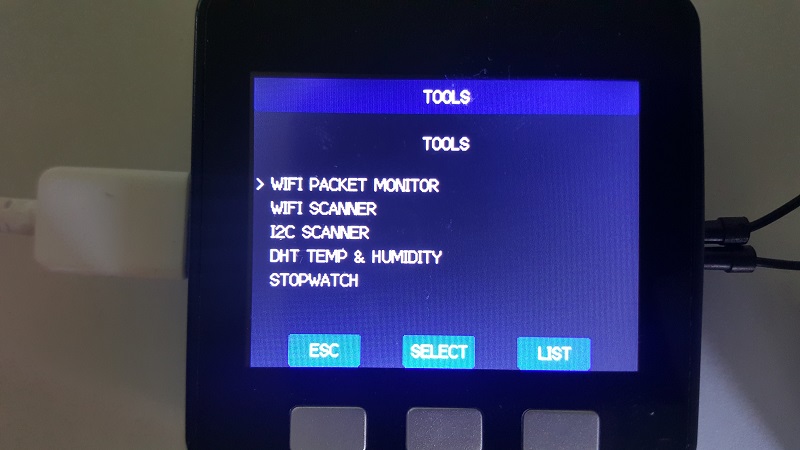 TOOLS
TOOLS
> WIFI PACKET MONITOR
WIFI SCANNER
I2C SCANNER
DHT TEMP & HUMIDITY
STOPWATCH
ESC SELECT LIST